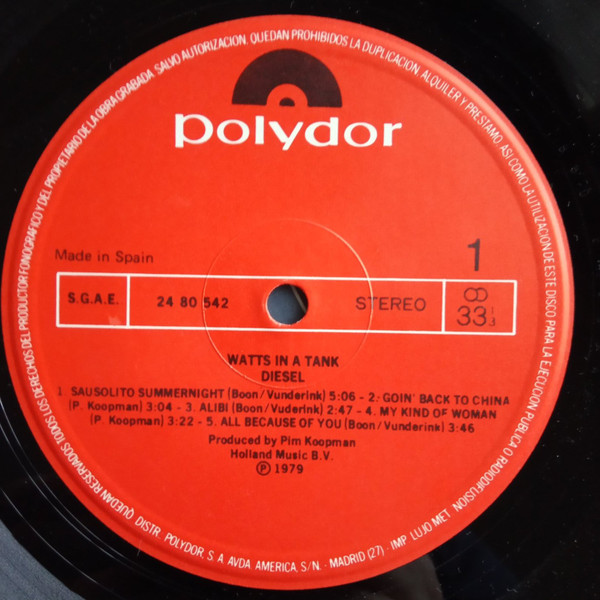 QUEDAN RESERVADOS TODOS LOS DERECHOS DEL PRODUCTOR FONOGRAFICO Y DEL PROPIETARIO DE LA OBRA GRABADA. SALVO AUTORIZACION, QUEDAN PROHIBIDOS LA DUPLICACION, ALQUILER Y PRESTAMO, ASI COMO LA UTILIZACION DE ESTE DISCO PARA LA EJECUCION PUBLICA O RADIODIFUSION
polydor
Made in Spain
1
S.G.A.E.
24 80 542
STEREO
33 1/3
WATTS IN A TANK
DIESEL
1. SAUSOLITO SUMMERNIGHT (Boon/Vunderink) 5:06 - 2. GOIN' BACK TO CHINA
(P. Koopman) 3:04 - 3. ALIBI (Boon/Vuderink) 2:47 - 4. MY KIND OF WOMAN
(P. Koopman) 3:22 - 5. ALL BECAUSE OF YOU (Boon/Vunderink) 3:46
Produced by Pim Koopman
Holland Music B.V.
Ⓟ 1979
DISTR. POLYDOR, S. A. AVDA. AMERICA, S/N. - MADRID (27) - IMP. LUJO MET.